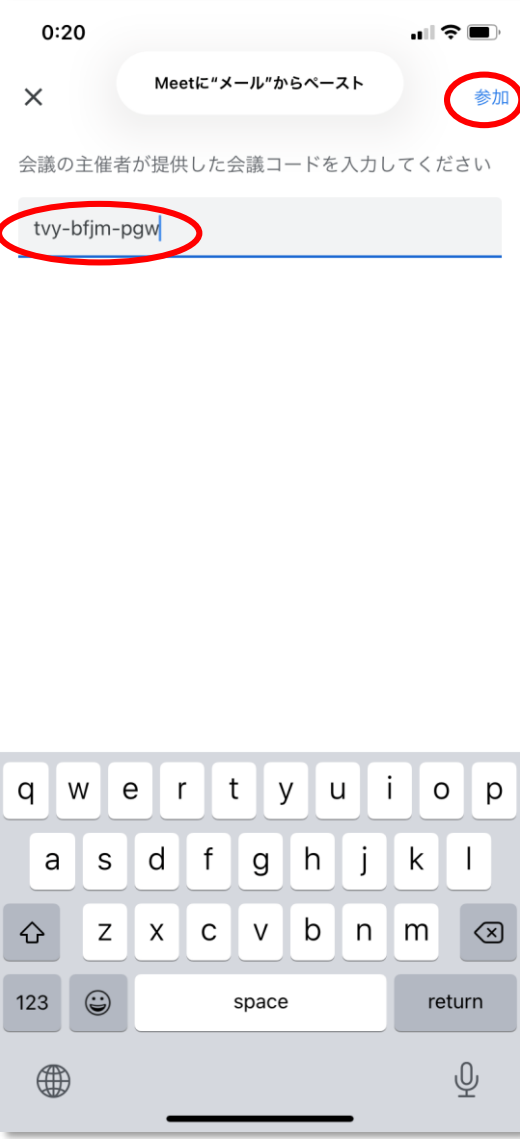 0:20
Meetに“メール”からペースト
参加
会議の主催者が提供した会議コードを入力してください
tvy-bfjm-pgw
q w e r t y u i o p
a s d f g h j k l
z x c v b n m
123 space return